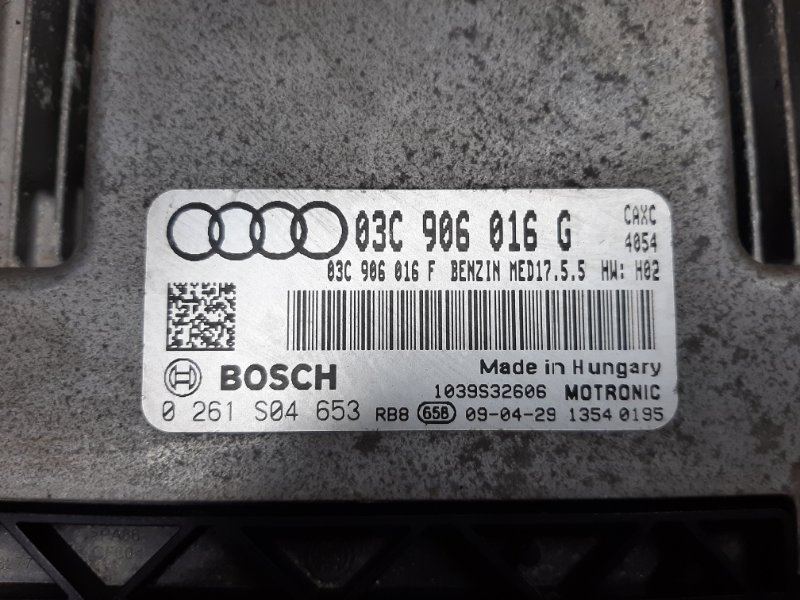 03C 906 016 G CAXC
4054
03C 906 016 F BENZIN MED17.5.5 HW: H02
Made in Hungary
BOSCH 1039S32606 MOTRONIC
0 261 S04 653 RB8 658 09-04-29 1354 0195